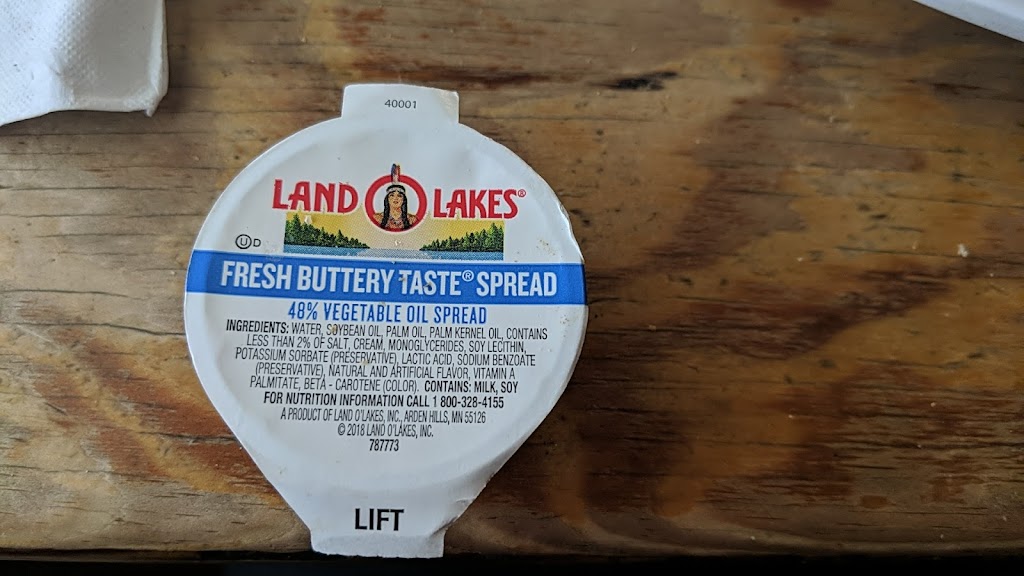 40001
LAND O LAKES®
Ⓤ D
FRESH BUTTERY TASTE® SPREAD
48% VEGETABLE OIL SPREAD
INGREDIENTS: WATER, SOYBEAN OIL, PALM OIL, PALM KERNEL OIL, CONTAINS
LESS THAN 2% OF SALT, CREAM, MONOGLYCERIDES, SOY LECITHIN,
POTASSIUM SORBATE (PRESERVATIVE), LACTIC ACID, SODIUM BENZOATE
(PRESERVATIVE), NATURAL AND ARTIFICIAL FLAVOR, VITAMIN A
PALMITATE, BETA - CAROTENE (COLOR). CONTAINS: MILK, SOY
FOR NUTRITION INFORMATION CALL 1 800-328-4155
A PRODUCT OF LAND O'LAKES, INC., ARDEN HILLS, MN 55126
© 2018 LAND O'LAKES, INC.
787773
LIFT